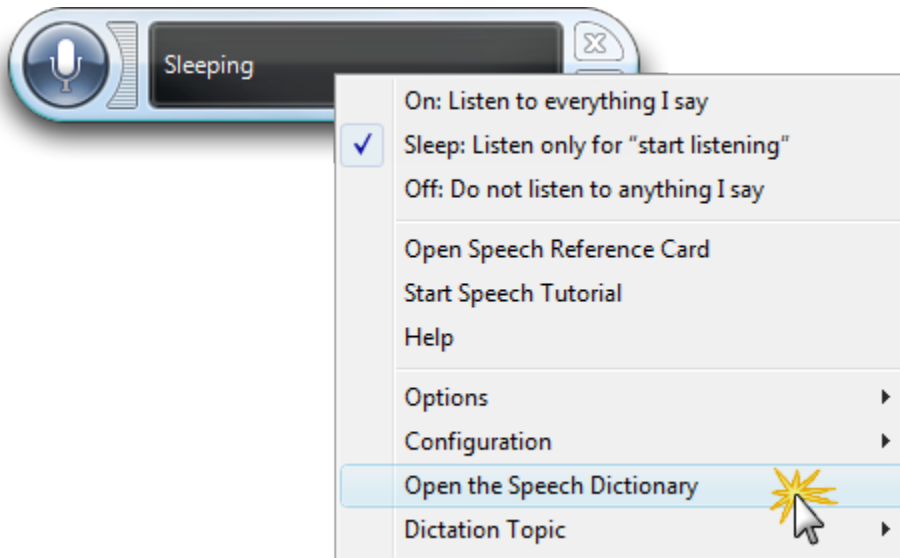 Sleeping
On: Listen to everything I say
Sleep: Listen only for “start listening”
Off: Do not listen to anything I say
Open Speech Reference Card
Start Speech Tutorial
Help
Options
Configuration
Open the Speech Dictionary
Dictation Topic